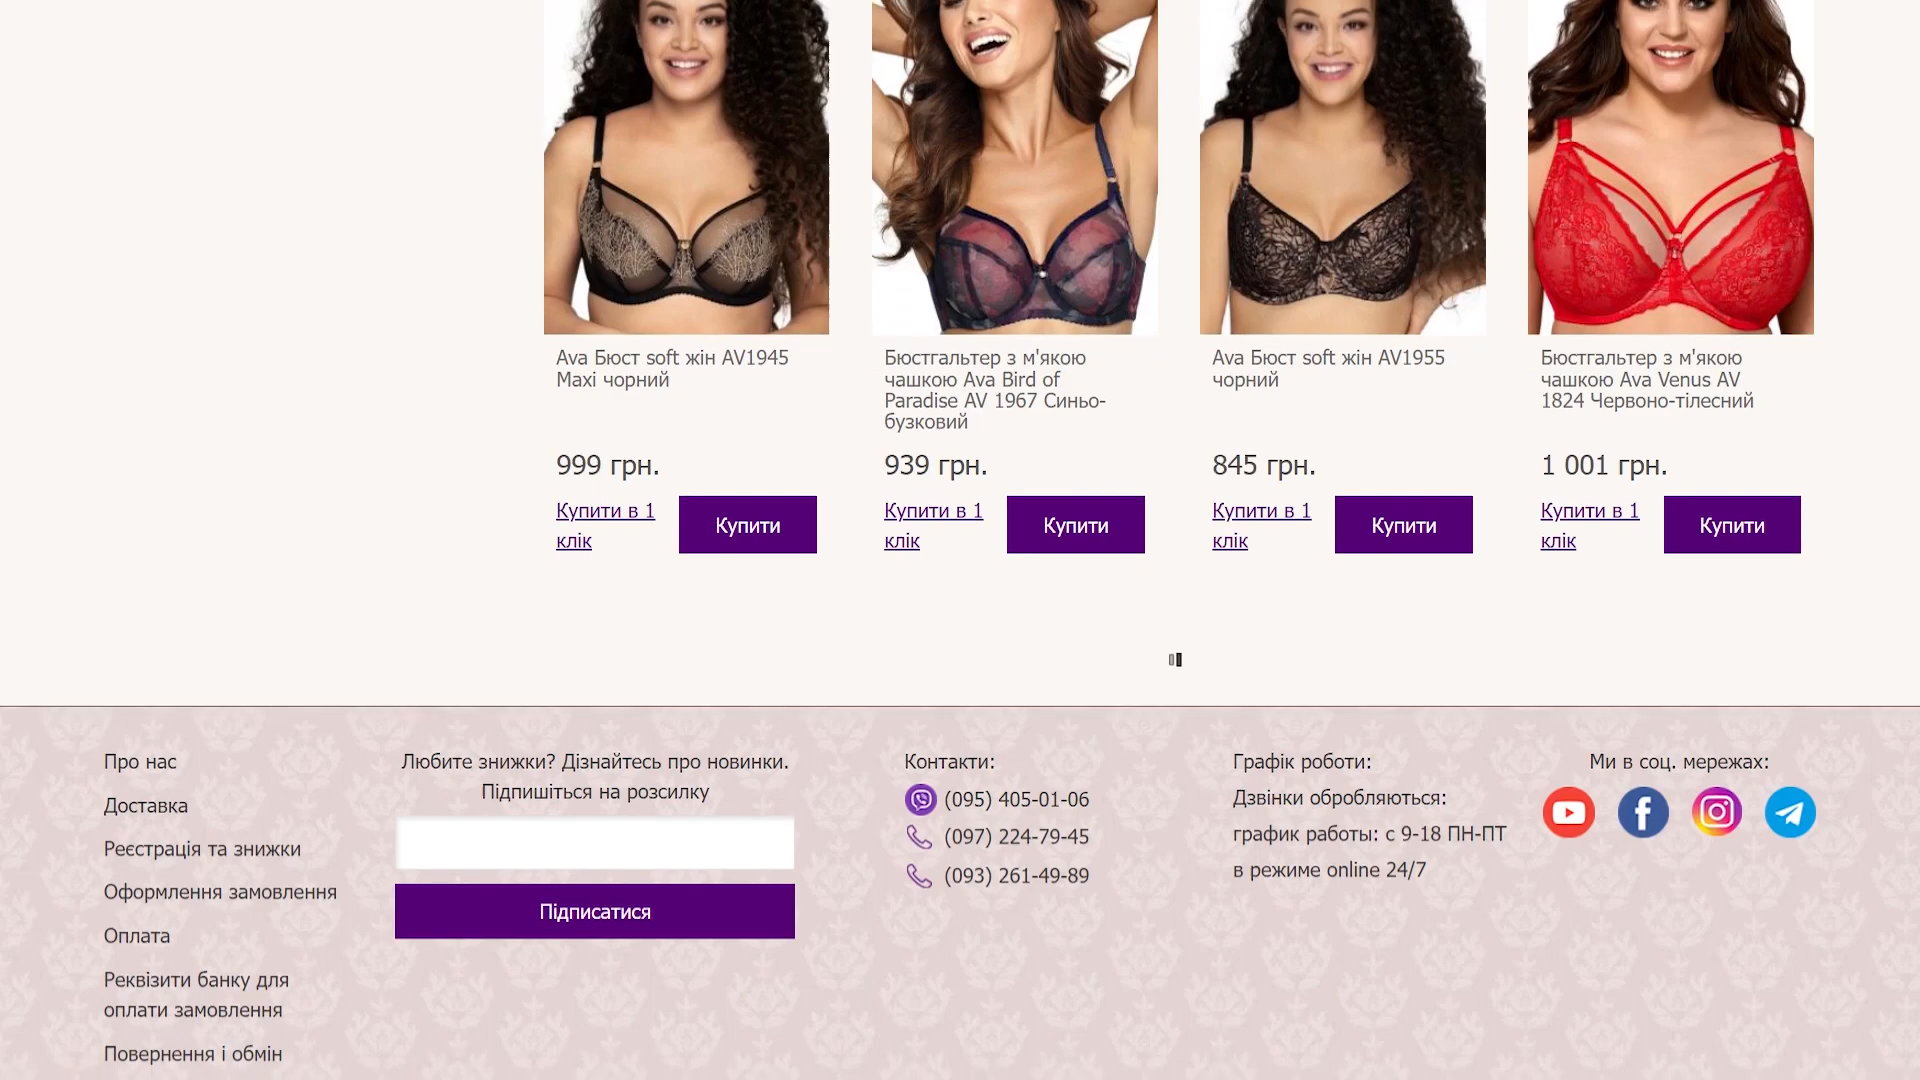 Ava Бюст soft жін AV1945
Maxi чорний
999 грн.
Купити в 1
клік
Купити
Бюстгальтер з м'якою
чашкою Ava Bird of
Paradise AV 1967 Синьо-
бузковий
939 грн.
Купити в 1
клік
Купити
Ava Бюст soft жін AV1955
чорний
845 грн.
Купити в 1
клік
Купити
Бюстгальтер з м'якою
чашкою Ava Venus AV
1824 Червоно-тілесний
1 001 грн.
Купити в 1
клік
Купити
Про нас
Доставка
Реєстрація та знижки
Оформлення замовлення
Оплата
Реквізити банку для
оплати замовлення
Повернення і обмін
Любите знижки? Дізнайтесь про новинки.
Підпишіться на розсилку
Підписатися
Контакти:
(095) 405-01-06
(097) 224-79-45
(093) 261-49-89
Графік роботи:
Дзвінки обробляються:
график работы: с 9-18 ПН-ПТ
в режиме online 24/7
Ми в соц. мережах: